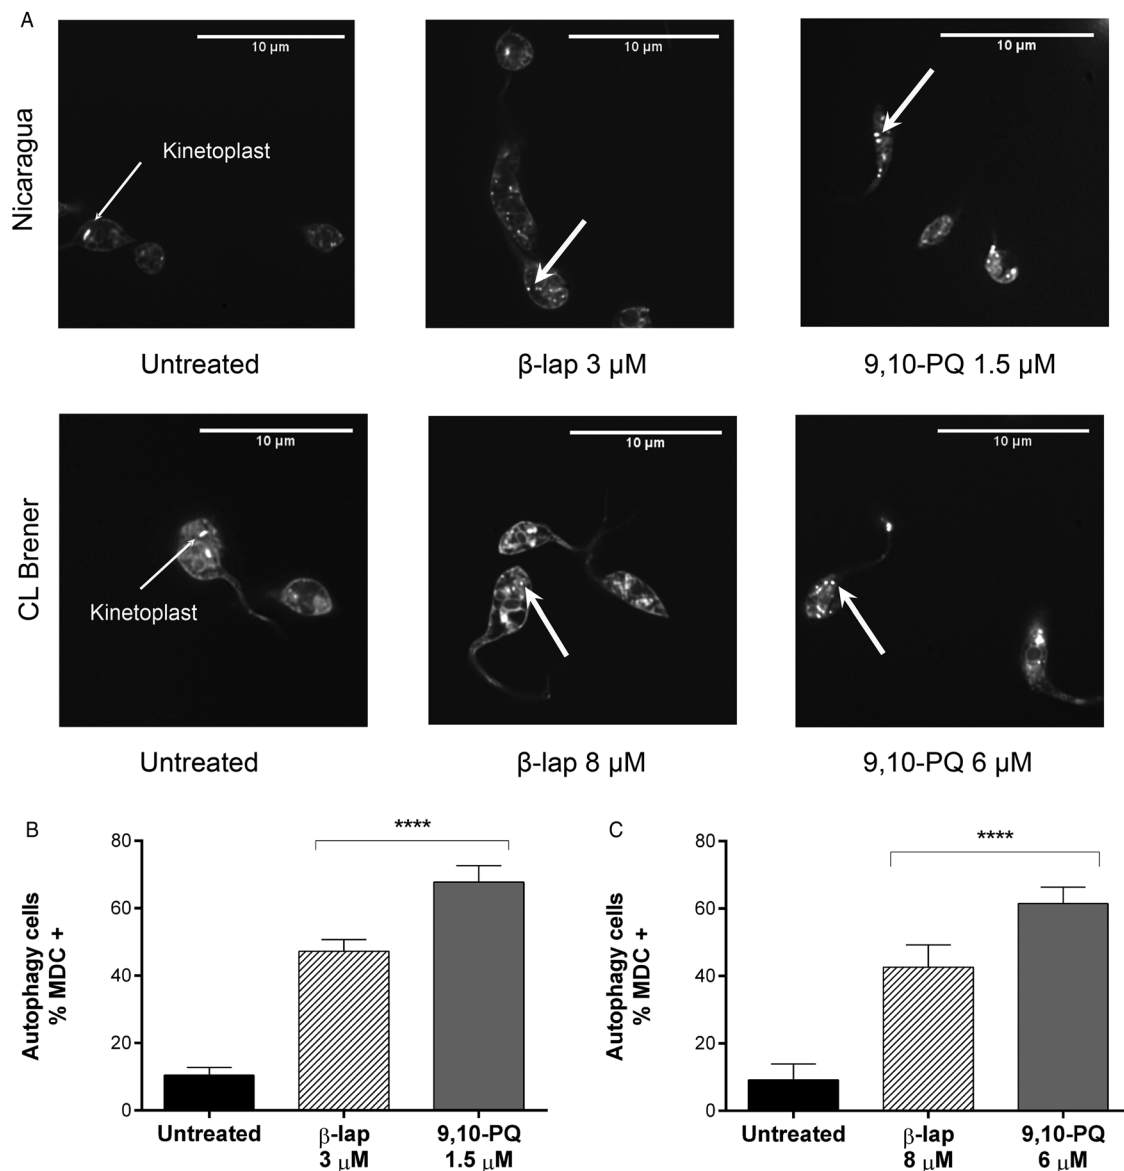 A
Nicaragua
10 µm
10 µm
10 µm
Kinetoplast
Untreated
β-lap 3 µM
9,10-PQ 1.5 µM
CL Brener
10 µm
10 µm
10 µm
Kinetoplast
Untreated
β-lap 8 µM
9,10-PQ 6 µM
B
****
Autophagy cells
% MDC +
80
60
40
20
0
Untreated
β-lap
3 µM
9,10-PQ
1.5 µM
C
****
Autophagy cells
% MDC +
80
60
40
20
0
Untreated
β-lap
8 µM
9,10-PQ
6 µM